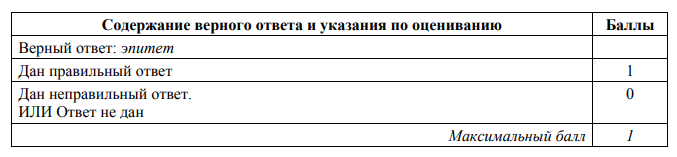 Содержание верного ответа и указания по оцениванию Баллы
Верный ответ: эпитет
Дан правильный ответ 1
Дан неправильный ответ. 0
ИЛИ Ответ не дан
Максимальный балл 1